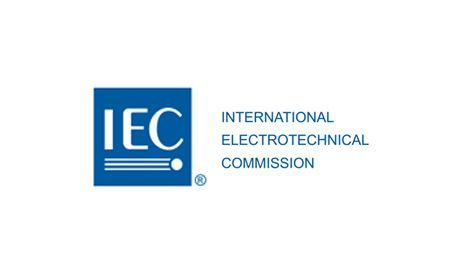 IEC
®
INTERNATIONAL
ELECTROTECHNICAL
COMMISSION